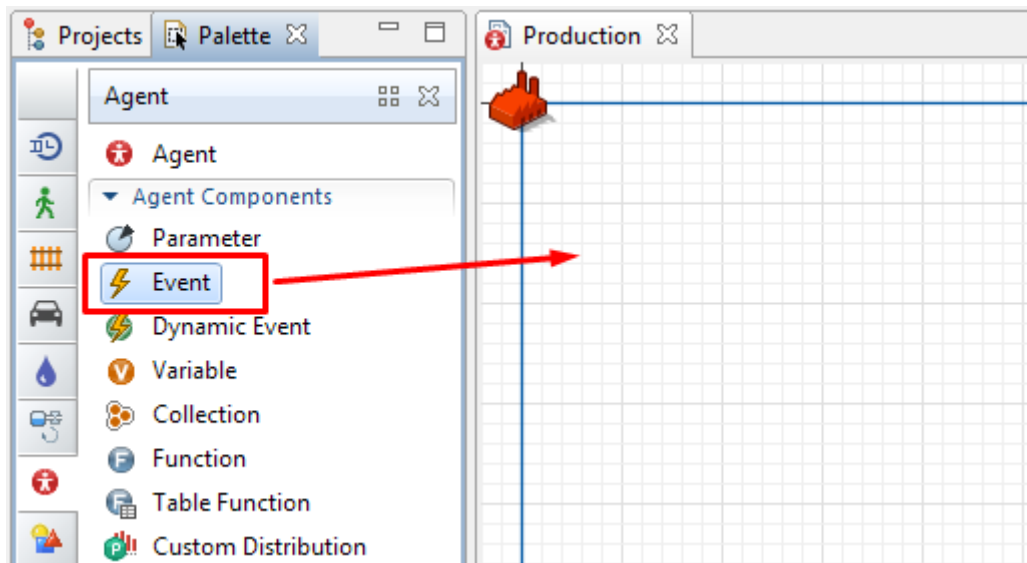 Projects
Palette
Production
Agent
Agent
Agent Components
Parameter
Event
Dynamic Event
Variable
Collection
Function
Table Function
Custom Distribution